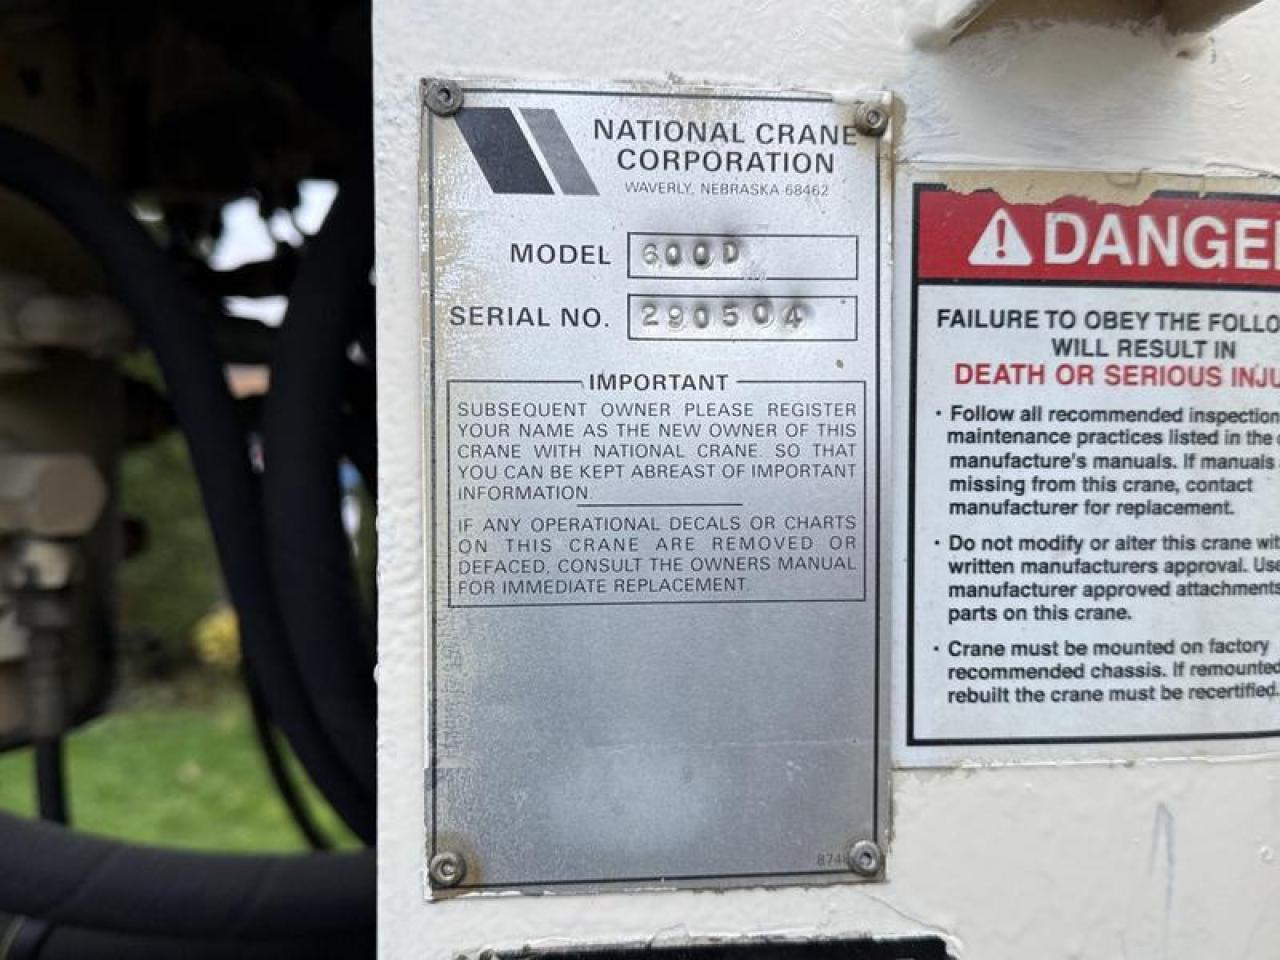 NATIONAL CRANE
CORPORATION
WAVERLY, NEBRASKA 68462
MODEL 600D
SERIAL NO. 290504
IMPORTANT
SUBSEQUENT OWNER PLEASE REGISTER
YOUR NAME AS THE NEW OWNER OF THIS
CRANE WITH NATIONAL CRANE. SO THAT
YOU CAN BE KEPT ABREAST OF IMPORTANT
INFORMATION.
IF ANY OPERATIONAL DECALS OR CHARTS
ON THIS CRANE ARE REMOVED OR
DEFACED, CONSULT THE OWNERS MANUAL
FOR IMMEDIATE REPLACEMENT.
DANGE
FAILURE TO OBEY THE FOLLO
WILL RESULT IN
DEATH OR SERIOUS INJU
• Follow all recommended inspection
maintenance practices listed in the
manufacture's manuals. If manuals
missing from this crane, contact
manufacturer for replacement.
• Do not modify or alter this crane wit
written manufacturers approval. Use
manufacturer approved attachments
parts on this crane.
• Crane must be mounted on factory
recommended chassis. If remounted
rebuilt the crane must be recertified.